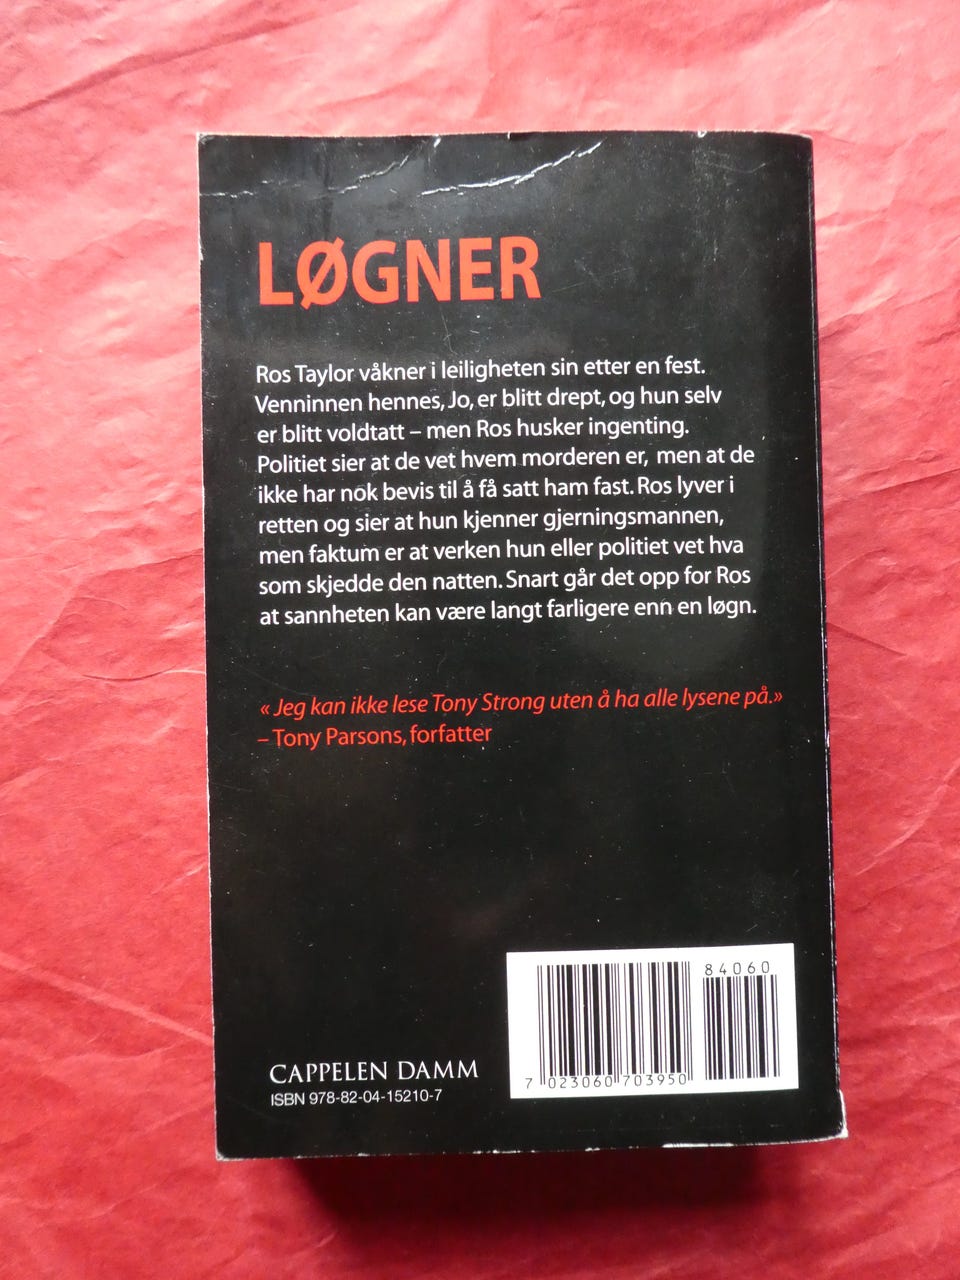 LØGNER
Ros Taylor våkner i leiligheten sin etter en fest.
Venninnen hennes, Jo, er blitt drept, og hun selv
er blitt voldtatt – men Ros husker ingenting.
Politiet sier at de vet hvem morderen er, men at de
ikke har nok bevis til å få satt ham fast. Ros lyver i
retten og sier at hun kjenner gjerningsmannen,
men faktum er at verken hun eller politiet vet hva
som skjedde den natten. Snart går det opp for Ros
at sannheten kan være langt farligere enn en løgn.
« Jeg kan ikke lese Tony Strong uten å ha alle lysene på.»
– Tony Parsons, forfatter
84060
7 023060 703950
CAPPELEN DAMM
ISBN 978-82-04-15210-7